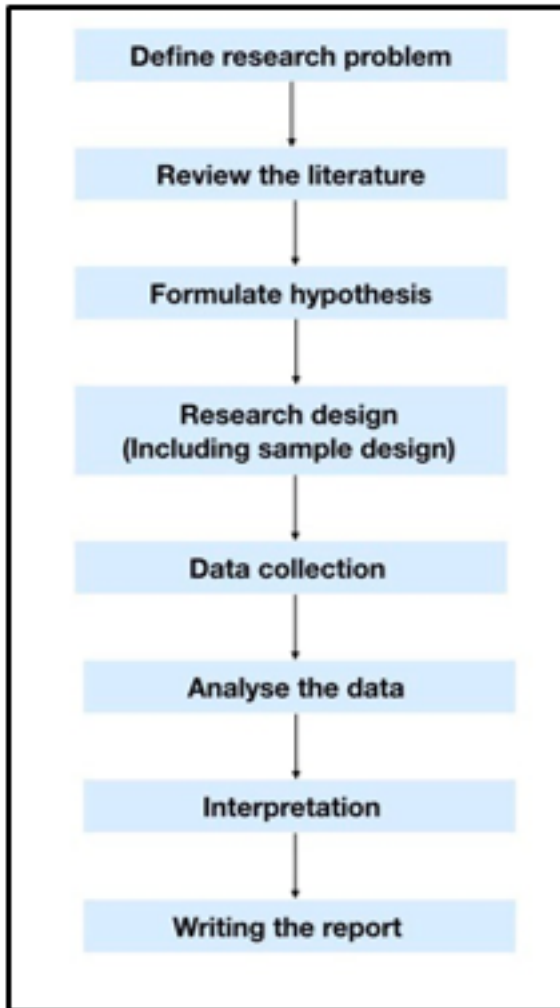 Define research problem
Review the literature
Formulate hypothesis
Research design
(Including sample design)
Data collection
Analyse the data
Interpretation
Writing the report